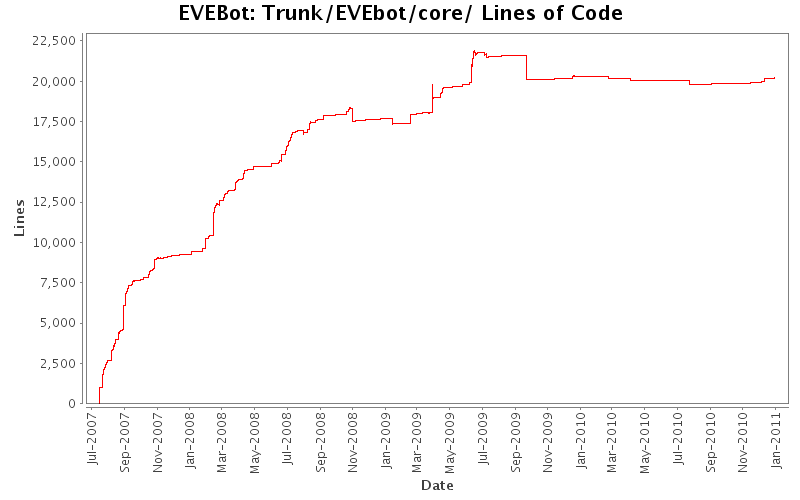 EVEBot: Trunk/EVEbot/core/ Lines of Code
Lines
22,500
20,000
17,500
15,000
12,500
10,000
7,500
5,000
2,500
0
Jul-2007
Sep-2007
Nov-2007
Jan-2008
Mar-2008
May-2008
Jul-2008
Sep-2008
Nov-2008
Jan-2009
Mar-2009
May-2009
Jul-2009
Sep-2009
Nov-2009
Jan-2010
Mar-2010
May-2010
Jul-2010
Sep-2010
Nov-2010
Jan-2011
Date